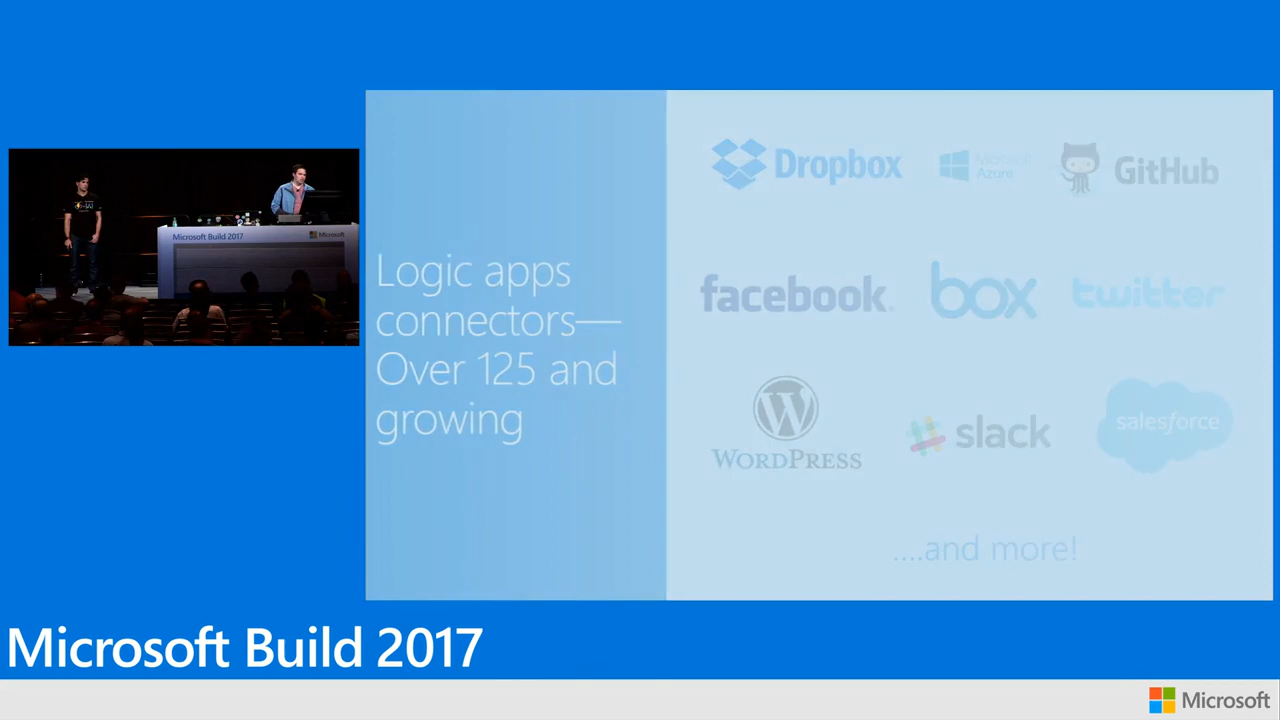 Microsoft Build 2017
Microsoft
Logic apps
connectors—
Over 125 and
growing
Dropbox
Microsoft
Azure
GitHub
facebook
box
twitter
WORDPRESS
slack
salesforce
....and more!
Microsoft Build 2017
Microsoft